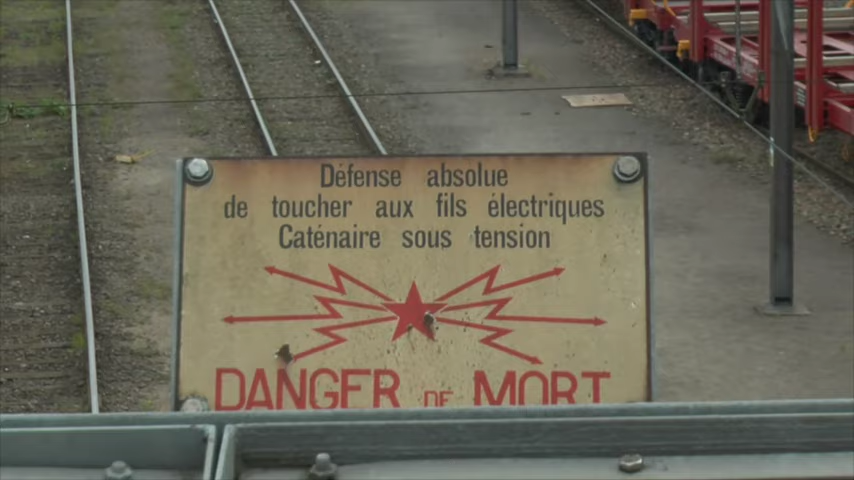 Défense absolue
de toucher aux fils électriques
Caténaire sous tension
DANGER DE MORT